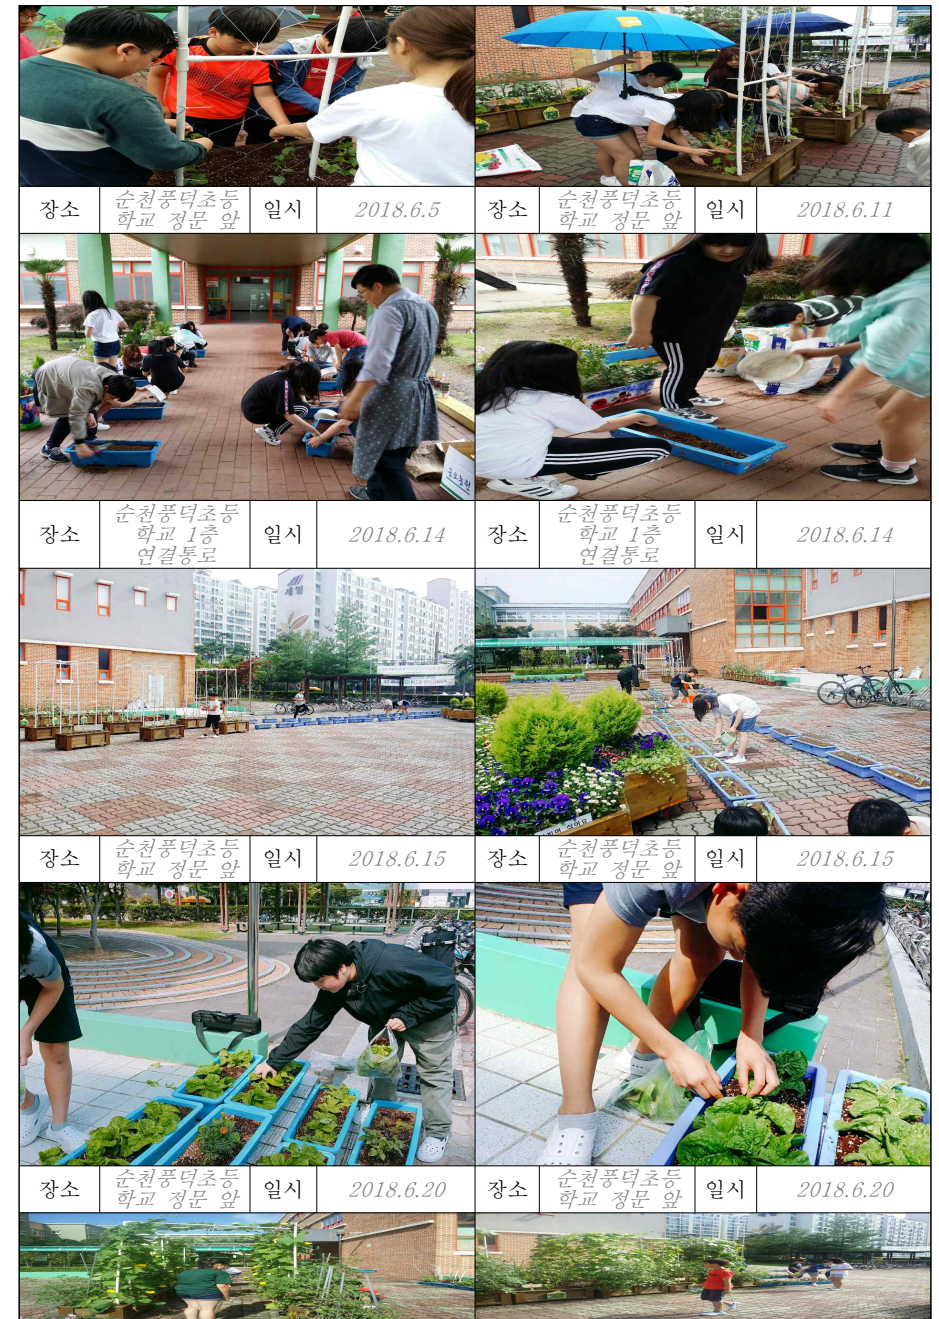 장소 순천풍덕초등 일시 2018.6.5 장소 순천풍덕초등 일시 2018.6.11
학교 정문 앞 학교 정문 앞
장소 순천풍덕초등 일시 2018.6.14 장소 순천풍덕초등 일시 2018.6.14
학교 1층 학교 1층
연결통로 연결통로
장소 순천풍덕초등 일시 2018.6.15 장소 순천풍덕초등 일시 2018.6.15
학교 정문 앞 학교 정문 앞
장소 순천풍덕초등 일시 2018.6.20 장소 순천풍덕초등 일시 2018.6.20
학교 정문 앞 학교 정문 앞